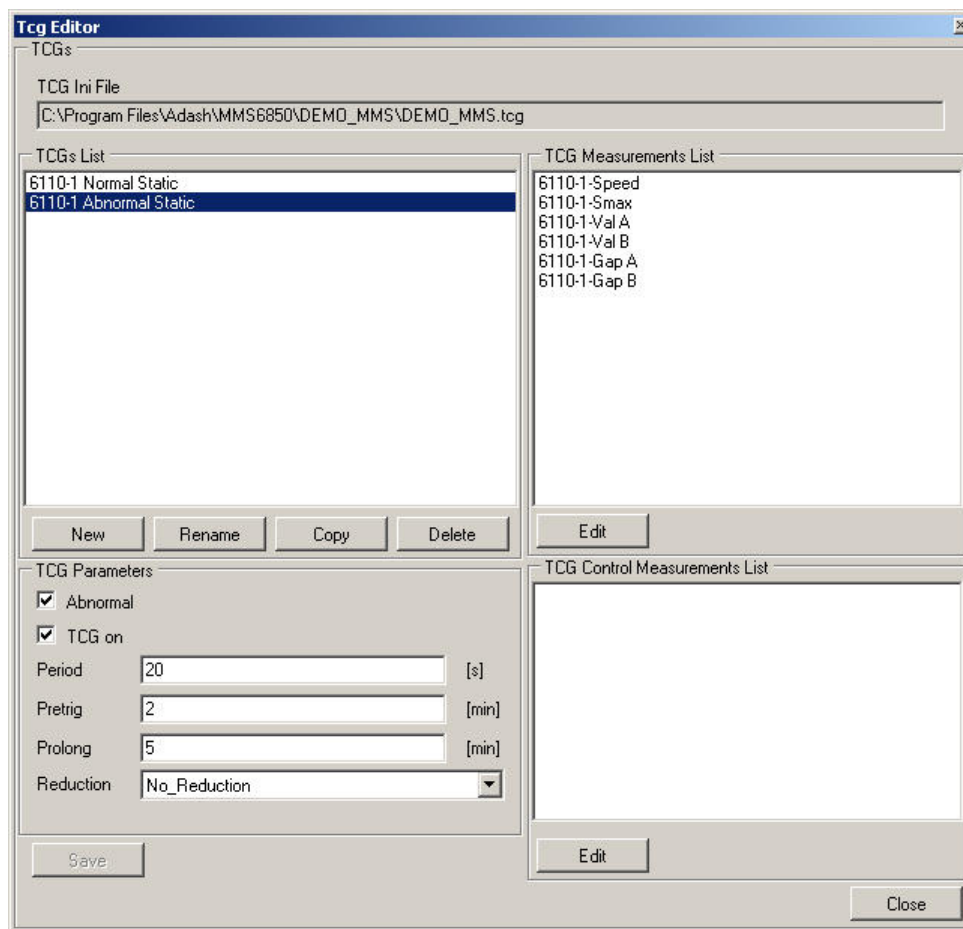 Tcg Editor
TCGs
TCG Ini File
C:\Program Files\Adash\MMS6850\DEMO_MMS\DEMO_MMS.tcg
TCGs List
6110-1 Normal Static
6110-1 Abnormal Static
New Rename Copy Delete
TCG Measurements List
6110-1-Speed
6110-1-Smax
6110-1-Val A
6110-1-Val B
6110-1-Gap A
6110-1-Gap B
Edit
TCG Parameters
Abnormal
TCG on
Period 20 [s]
Pretrig 2 [min]
Prolong 5 [min]
Reduction No_Reduction
Save
TCG Control Measurements List
Edit
Close